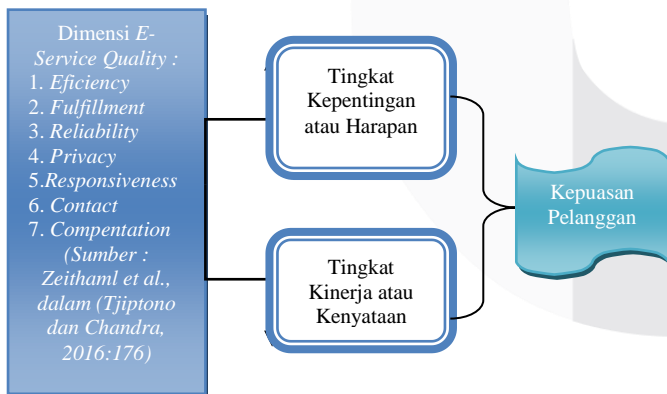 Dimensi E-
Service Quality :
1. Eficiency
2. Fulfillment
3. Reliability
4. Privacy
5.Responsiveness
6. Contact
7. Compentation
(Sumber :
Zeithaml et al.,
dalam (Tjiptono
dan Chandra,
2016:176)
Tingkat
Kepentingan
atau Harapan
Tingkat
Kinerja atau
Kenyataan
Kepuasan
Pelanggan